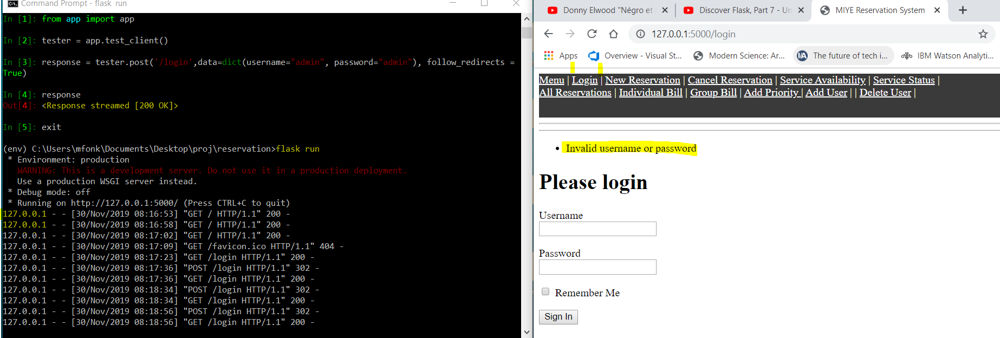 Command Prompt - flask run
In [1]: from app import app
In [2]: tester = app.test_client()
In [3]: response = tester.post('/login',data=dict(username="admin", password="admin"), follow_redirects =
True)
In [4]: response
Out[4]: <Response streamed [200 OK]>
In [5]: exit
(env) C:\Users\mfonk\Documents\Desktop\proj\reservation>flask run
* Environment: production
WARNING: This is a development server. Do not use it in a production deployment.
Use a production WSGI server instead.
* Debug mode: off
* Running on http://127.0.0.1:5000/ (Press CTRL+C to quit)
127.0.0.1 - - [30/Nov/2019 08:16:53] "GET / HTTP/1.1" 200 -
127.0.0.1 - - [30/Nov/2019 08:16:58] "GET / HTTP/1.1" 200 -
127.0.0.1 - - [30/Nov/2019 08:17:02] "GET / HTTP/1.1" 200 -
127.0.0.1 - - [30/Nov/2019 08:17:09] "GET /favicon.ico HTTP/1.1" 404 -
127.0.0.1 - - [30/Nov/2019 08:17:23] "GET /login HTTP/1.1" 200 -
127.0.0.1 - - [30/Nov/2019 08:17:36] "POST /login HTTP/1.1" 302 -
127.0.0.1 - - [30/Nov/2019 08:17:36] "GET /login HTTP/1.1" 200 -
127.0.0.1 - - [30/Nov/2019 08:18:34] "POST /login HTTP/1.1" 302 -
127.0.0.1 - - [30/Nov/2019 08:18:34] "GET /login HTTP/1.1" 200 -
127.0.0.1 - - [30/Nov/2019 08:18:56] "POST /login HTTP/1.1" 302 -
127.0.0.1 - - [30/Nov/2019 08:18:56] "GET /login HTTP/1.1" 200 -
Donny Elwood "Négro et
Discover Flask, Part 7 - Un
MIYE Reservation System
127.0.0.1:5000/login
Apps
Overview - Visual St...
Modern Science: Ar...
I/A
The future of tech i...
IBM Watson Analyti...
Menu | Login | New Reservation | Cancel Reservation | Service Availability | Service Status |
All Reservations | Individual Bill | Group Bill | Add Priority | Add User | | Delete User |
• Invalid username or password
Please login
Username
Password
Remember Me
Sign In